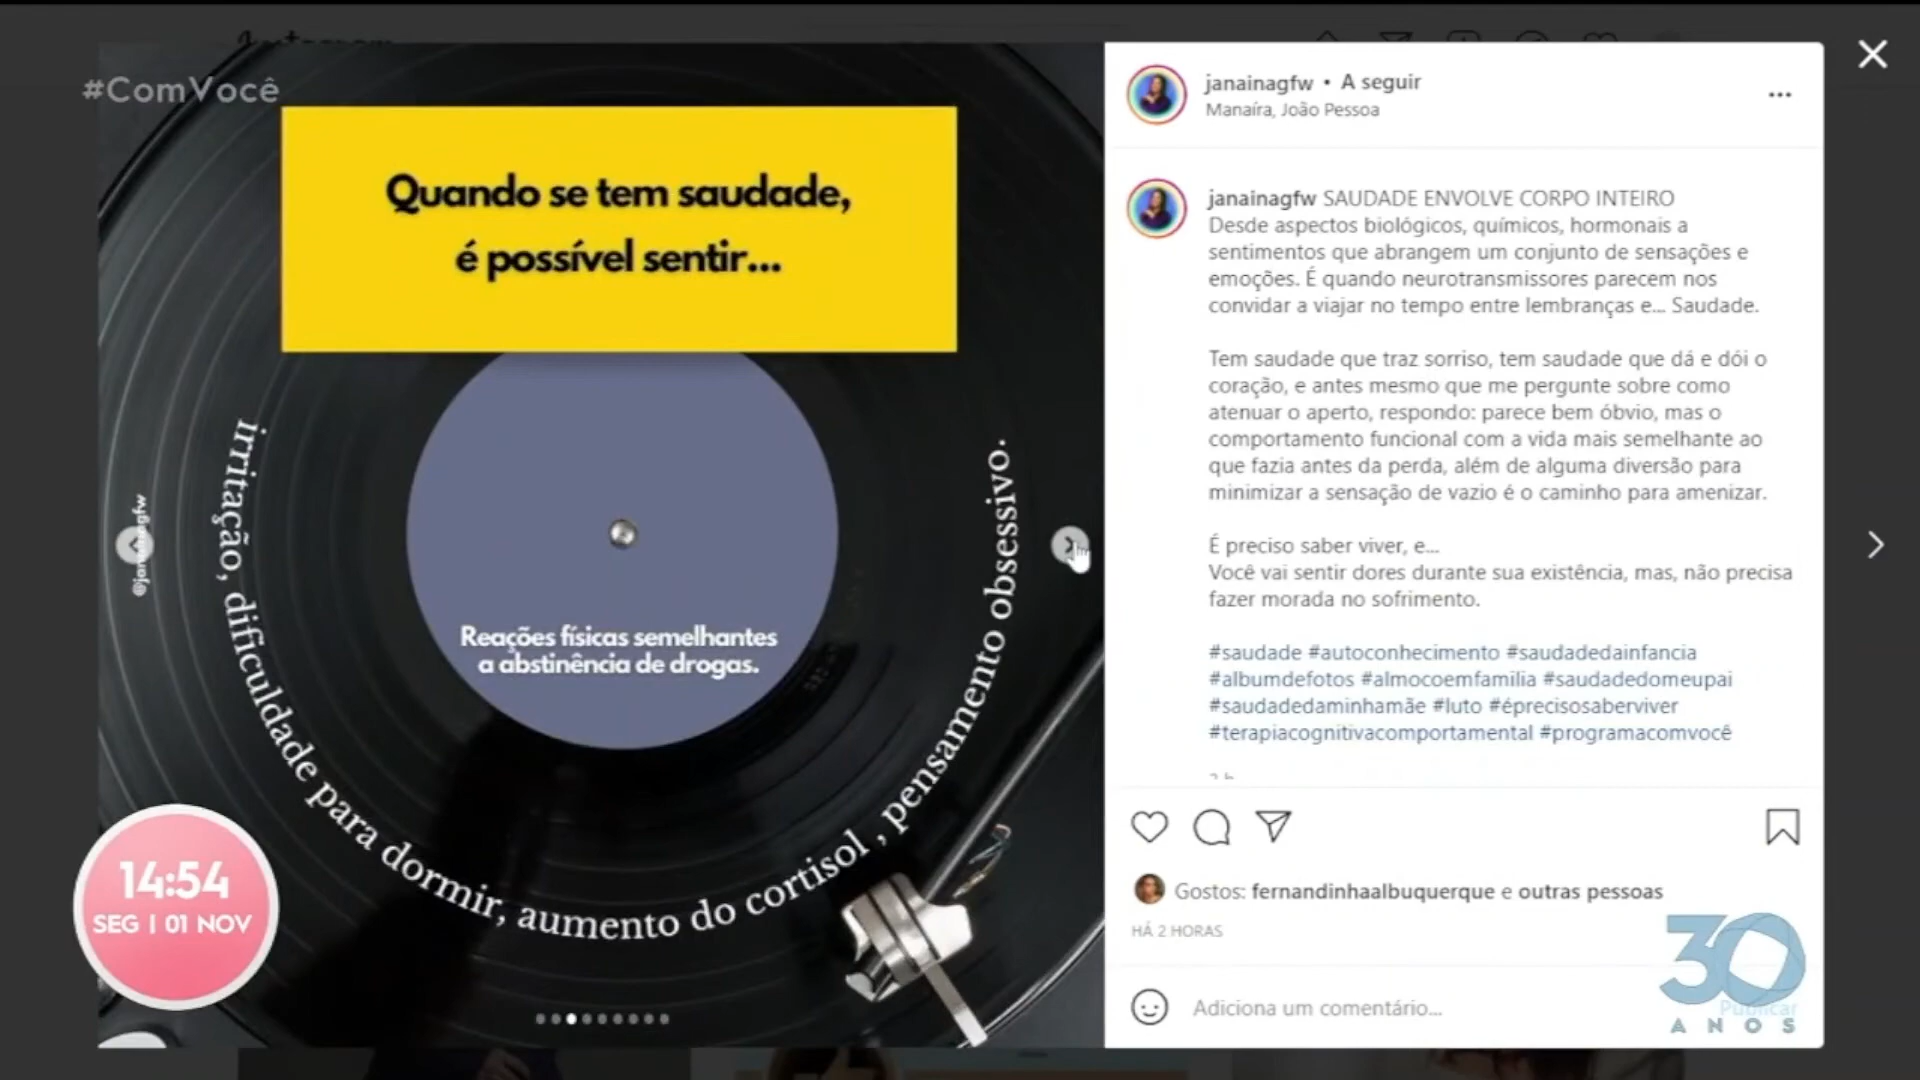 Instagram
#ComVocê
Quando se tem saudade,
é possível sentir...
irritação, dificuldade para dormir, aumento do cortisol , pensamento obsessivo.
Reações físicas semelhantes
a abstinência de drogas.
14:54
SEG | 01 NOV
janainagfw • A seguir
Manaíra, João Pessoa
janainagfw SAUDADE ENVOLVE CORPO INTEIRO
Desde aspectos biológicos, químicos, hormonais a
sentimentos que abrangem um conjunto de sensações e
emoções. É quando neurotransmissores parecem nos
convidar a viajar no tempo entre lembranças e... Saudade.
Tem saudade que traz sorriso, tem saudade que dá e dói o
coração, e antes mesmo que me pergunte sobre como
atenuar o aperto, respondo: parece bem óbvio, mas o
comportamento funcional com a vida mais semelhante ao
que fazia antes da perda, além de alguma diversão para
minimizar a sensação de vazio é o caminho para amenizar.
É preciso saber viver, e...
Você vai sentir dores durante sua existência, mas, não precisa
fazer morada no sofrimento.
#saudade #autoconhecimento #saudadedainfancia
#albumdefotos #almocoemfamilia #saudadedomeupai
#saudadedaminhamãe #luto #éprecisosaberviver
#terapiacognitivacomportamental #programacomvocê
Gostos: fernandinhaalbuquerque e outras pessoas
HÁ 2 HORAS
Adiciona um comentário...
Publicar
30
ANOS